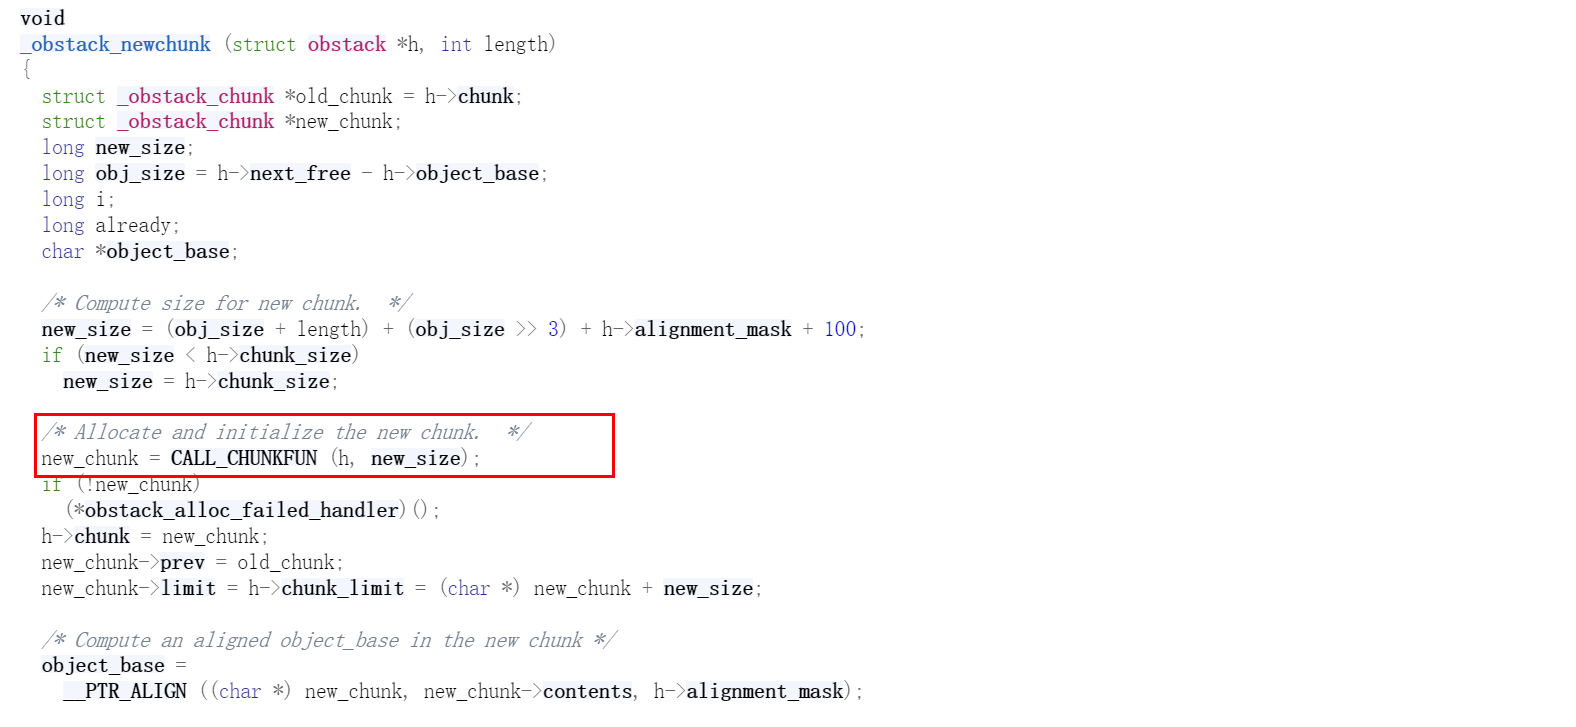 void
_obstack_newchunk (struct obstack *h, int length)
{
  struct _obstack_chunk *old_chunk = h->chunk;
  struct _obstack_chunk *new_chunk;
  long new_size;
  long obj_size = h->next_free - h->object_base;
  long i;
  long already;
  char *object_base;

  /* Compute size for new chunk.  */
  new_size = (obj_size + length) + (obj_size >> 3) + h->alignment_mask + 100;
  if (new_size < h->chunk_size)
    new_size = h->chunk_size;

  /* Allocate and initialize the new chunk.  */
  new_chunk = CALL_CHUNKFUN (h, new_size);
  if (!new_chunk)
    (*obstack_alloc_failed_handler)();
  h->chunk = new_chunk;
  new_chunk->prev = old_chunk;
  new_chunk->limit = h->chunk_limit = (char *) new_chunk + new_size;

  /* Compute an aligned object_base in the new chunk */
  object_base =
    __PTR_ALIGN ((char *) new_chunk, new_chunk->contents, h->alignment_mask);